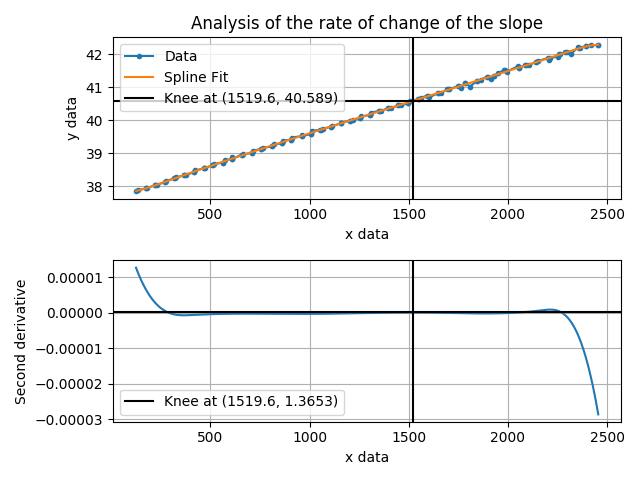 Analysis of the rate of change of the slope
42
41
40
39
38
y data
Data
Spline Fit
Knee at (1519.6, 40.589)
500
1000
1500
2000
2500
x data
0.00001
0.00000
−0.00001
−0.00002
−0.00003
Second derivative
Knee at (1519.6, 1.3653)
500
1000
1500
2000
2500
x data